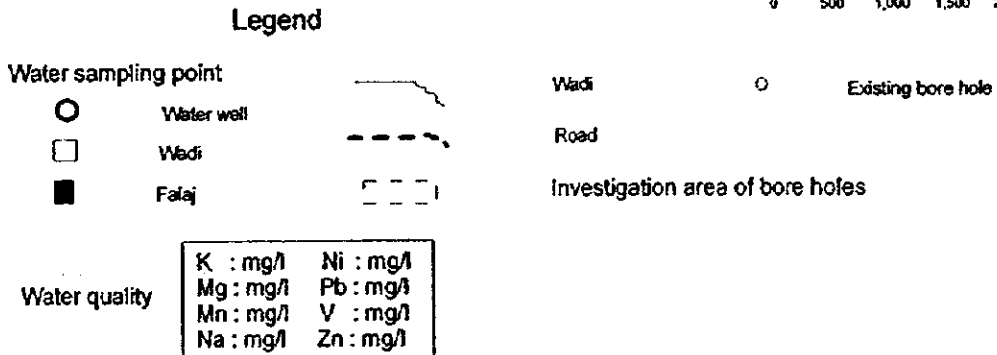 0 500 1,000 1,500
Legend
Water sampling point
Water well
Wadi
Falaj
Wadi
Road
Investigation area of bore holes
Existing bore hole
Water quality
K : mg/l Ni : mg/l
Mg : mg/l Pb : mg/l
Mn : mg/l V : mg/l
Na : mg/l Zn : mg/l